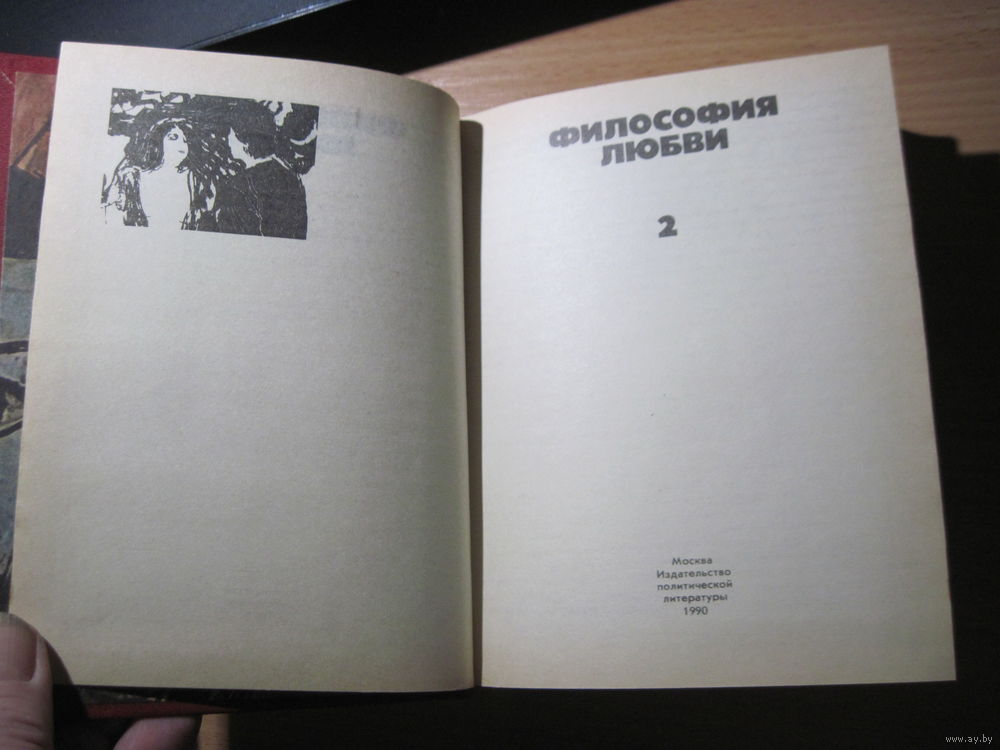 ФИЛОСОФИЯ
ЛЮБВИ
2
Москва
Издательство
политической
литературы
1990
www.ay.by